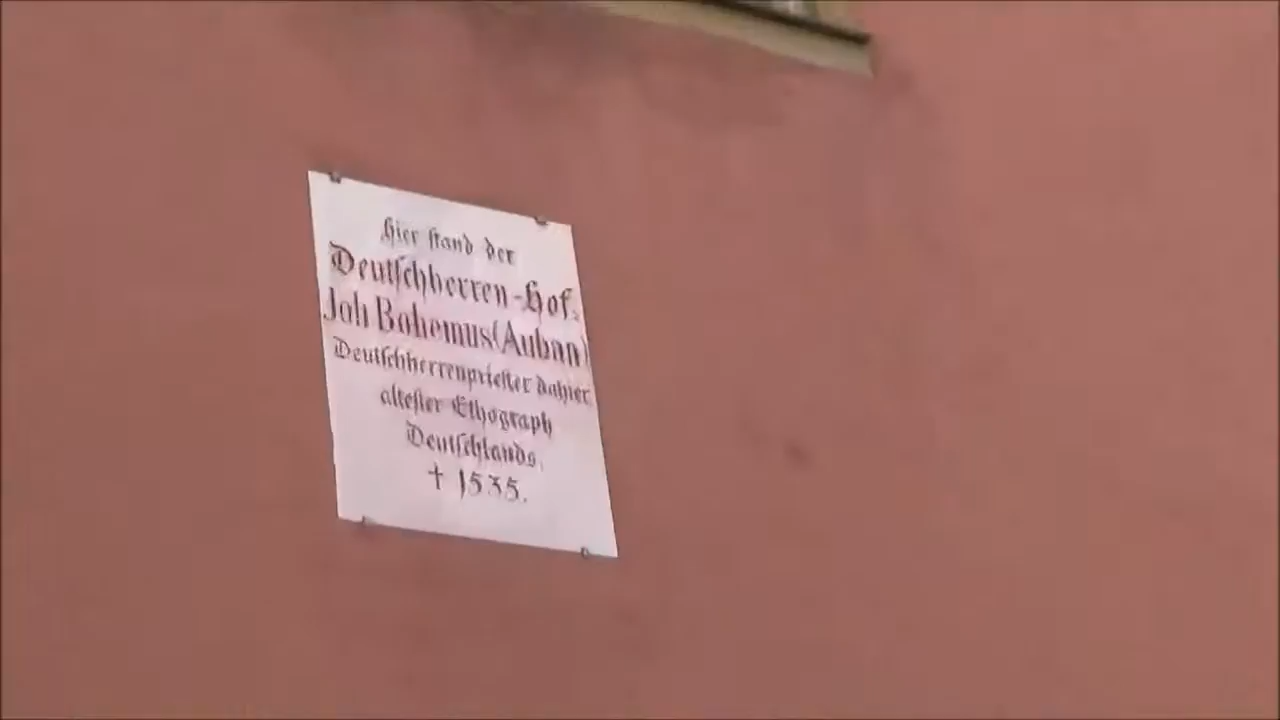 Hier stand der
Deutschherren-Hof.
Joh Bohemus (Auban)
Deutschherrenpriester dahier,
ältester Ethograph
Deutschlands,
† 1535.